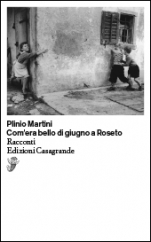 Plinio Martini
Com'era bello di giugno a Roseto
Racconti
Edizioni Casagrande